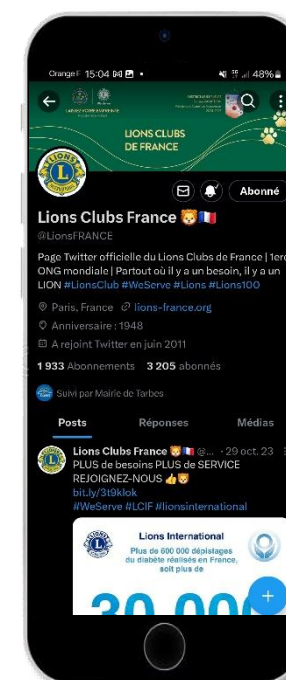 Orange F 15:04
48%
LAISSEZ VOTRE EMPREINTE
LIONS CLUBS
DE FRANCE
LIONS
L
INTERNATIONAL
Abonné
Lions Clubs France
@LionsFRANCE
Page Twitter officielle du Lions Clubs de France | 1ere
ONG mondiale | Partout où il y a un besoin, il y a un
LION #LionsClub #WeServe #Lions #Lions100
Paris, France lions-france.org
Anniversaire : 1948
A rejoint Twitter en juin 2011
1 933 Abonnements 3 205 abonnés
Suivi par Mairie de Tarbes
Posts Réponses Médias
Lions Clubs France @... · 29 oct. 23
PLUS de besoins PLUS de SERVICE
REJOIGNEZ-NOUS
bit.ly/3t9klok
#WeServe #LCIF #lionsinternational
Lions International
Plus de 600 000 dépistages
du diabète réalisés en France,
soit plus de
30 000
+